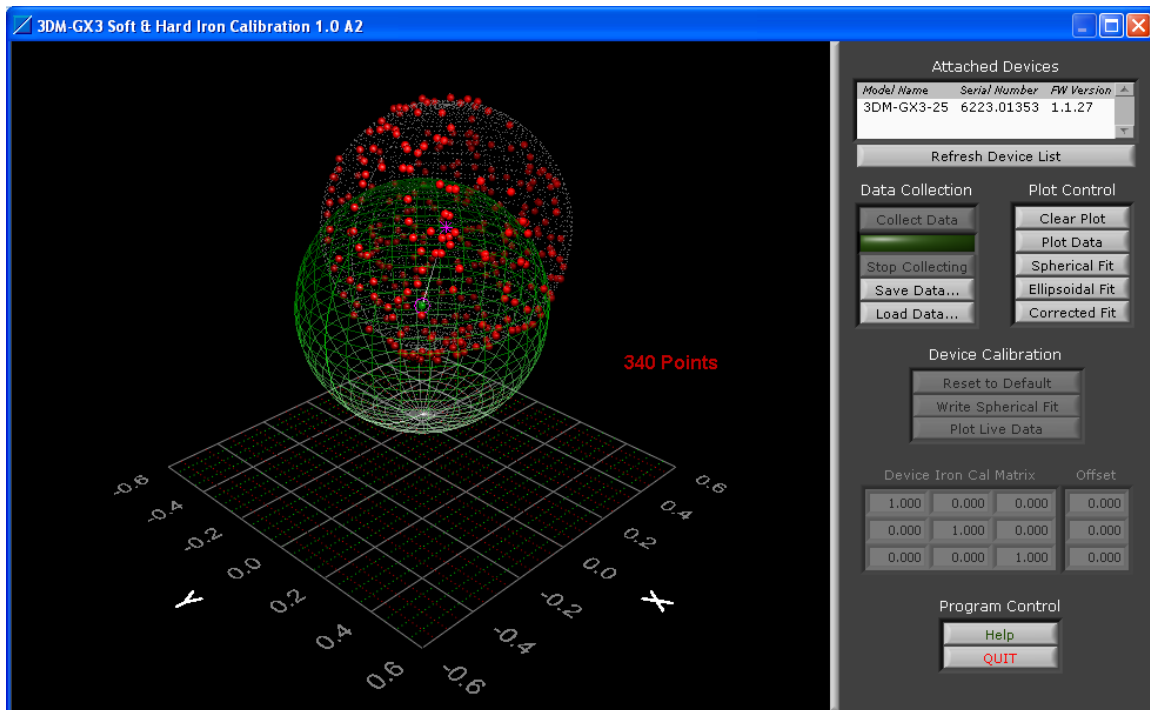 3DM-GX3 Soft & Hard Iron Calibration 1.0 A2
340 Points
-0.6
-0.4
-0.2
0.0
0.2
0.4
0.6
Y
0.6
0.4
0.2
0.0
-0.2
-0.4
-0.6
X
Attached Devices
Model Name Serial Number FW Version
3DM-GX3-25 6223.01353 1.1.27
Refresh Device List
Data Collection
Collect Data
Stop Collecting
Save Data...
Load Data...
Plot Control
Clear Plot
Plot Data
Spherical Fit
Ellipsoidal Fit
Corrected Fit
Device Calibration
Reset to Default
Write Spherical Fit
Plot Live Data
Device Iron Cal Matrix Offset
1.000 0.000 0.000 0.000
0.000 1.000 0.000 0.000
0.000 0.000 1.000 0.000
Program Control
Help
QUIT